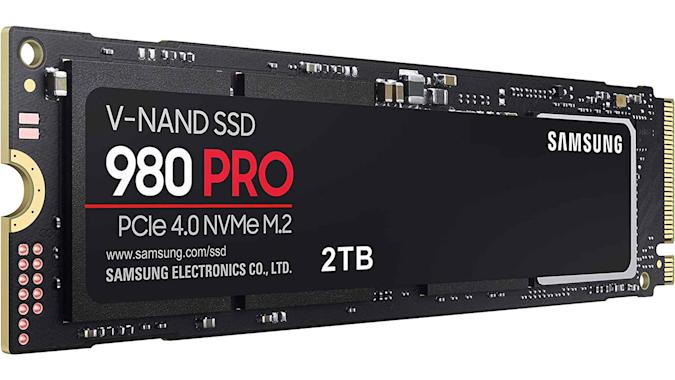 V-NAND SSD
980 PRO
PCIe 4.0 NVMe M.2
www.samsung.com/ssd
SAMSUNG ELECTRONICS CO., LTD.
2TB
SAMSUNG